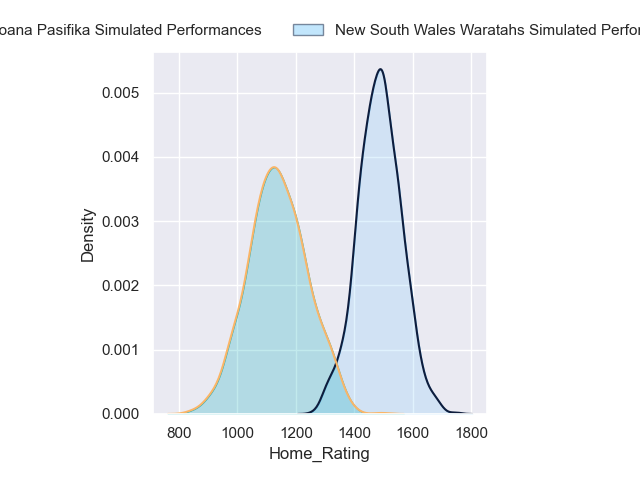 oana Pasifika Simulated Performances New South Wales Waratahs Simulated Perfor
0.005
0.004
0.003
0.002
0.001
0.000
Density
800 1000 1200 1400 1600 1800
Home_Rating